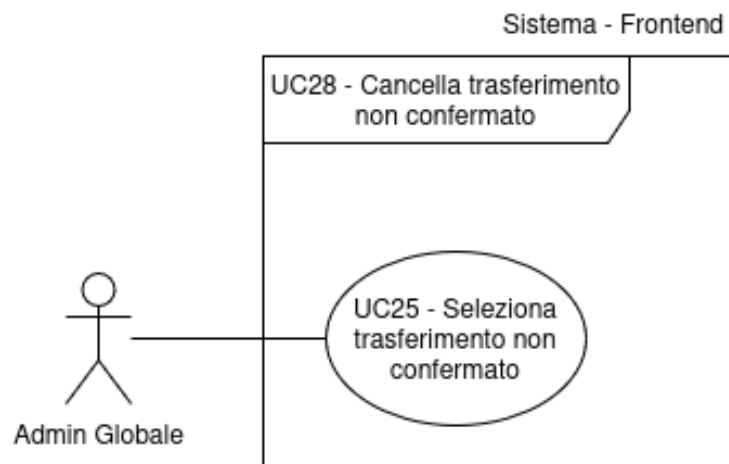 Sistema - Frontend
UC28 - Cancella trasferimento
non confermato
UC25 - Seleziona
trasferimento non
confermato
Admin Globale